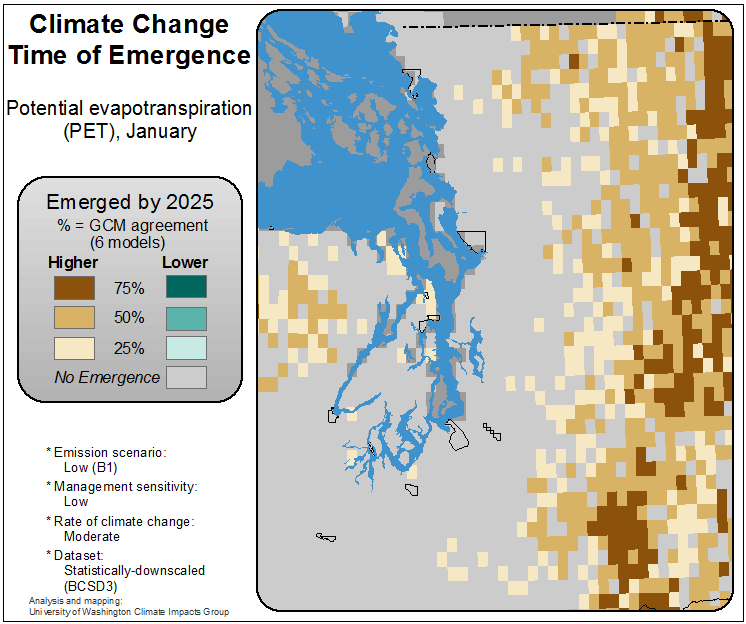 Climate Change
Time of Emergence
Potential evapotranspiration
(PET), January
Emerged by 2025
% = GCM agreement
(6 models)
Higher Lower
75%
50%
25%
No Emergence
* Emission scenario:
Low (B1)
* Management sensitivity:
Low
* Rate of climate change:
Moderate
* Dataset:
Statistically-downscaled
(BCSD3)
Analysis and mapping:
University of Washington Climate Impacts Group